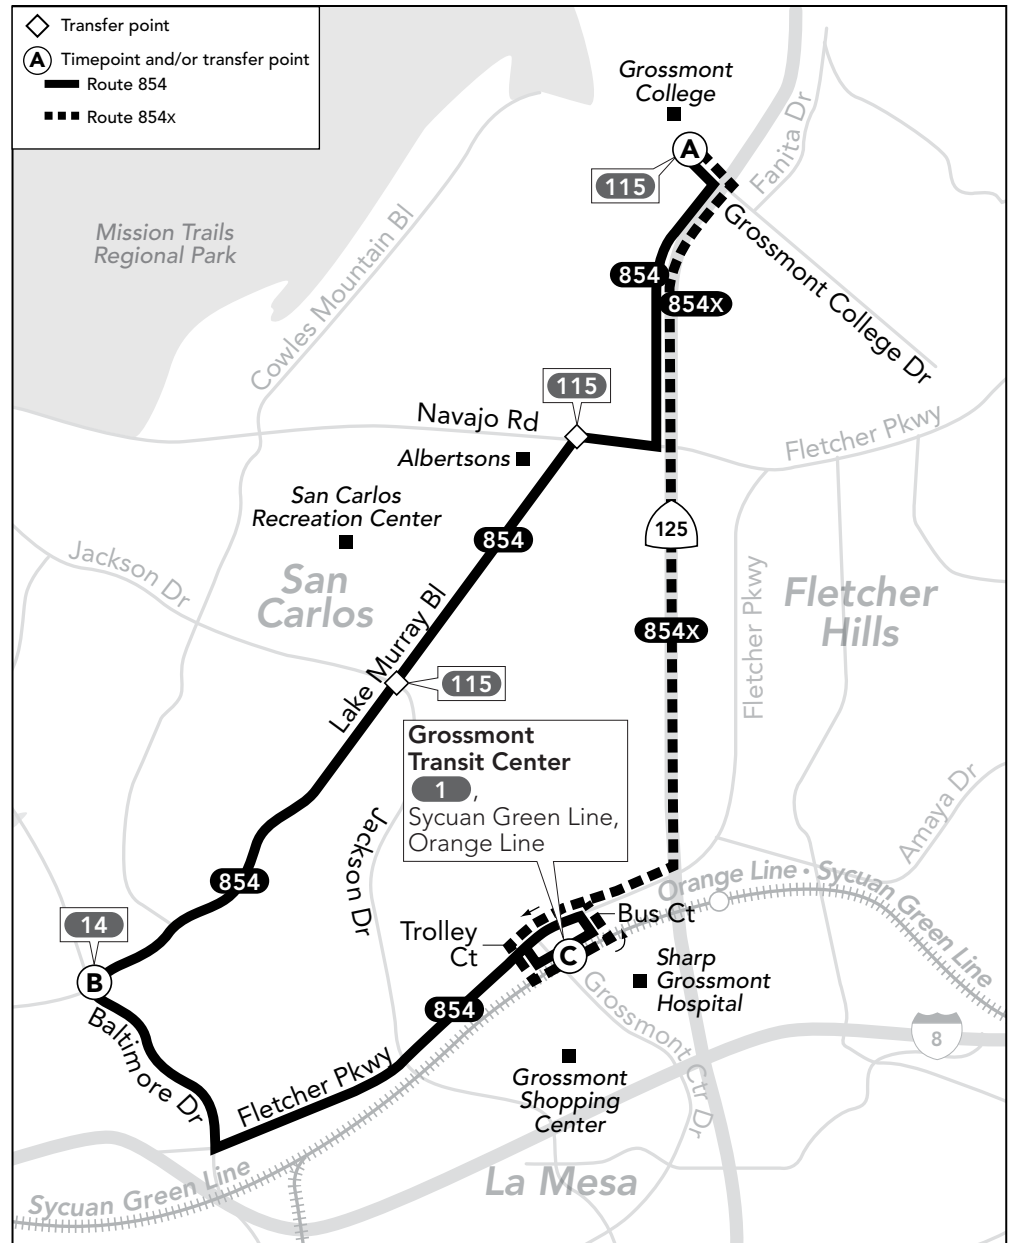 Transfer point
A
Timepoint and/or transfer point
Route 854
Route 854x
Grossmont
College
A
115
Fanita Dr
Mission Trails
Regional Park
Cowles Mountain Bl
Grossmont College Dr
854
854x
115
Navajo Rd
Fletcher Pkwy
Albertsons
San Carlos
Recreation Center
125
854
Jackson Dr
San
Carlos
Fletcher
Hills
Fletcher Pkwy
854x
Lake Murray Bl
115
Grossmont
Transit Center
1,
Sycuan Green Line,
Orange Line
Amaya Dr
Jackson Dr
854
Orange Line • Sycuan Green Line
14
Bus Ct
Trolley
Ct
C
B
Sharp
Grossmont
Hospital
854
Grossmont Ctr Dr
Baltimore Dr
8
Fletcher Pkwy
Grossmont
Shopping
Center
La Mesa
Sycuan Green Line